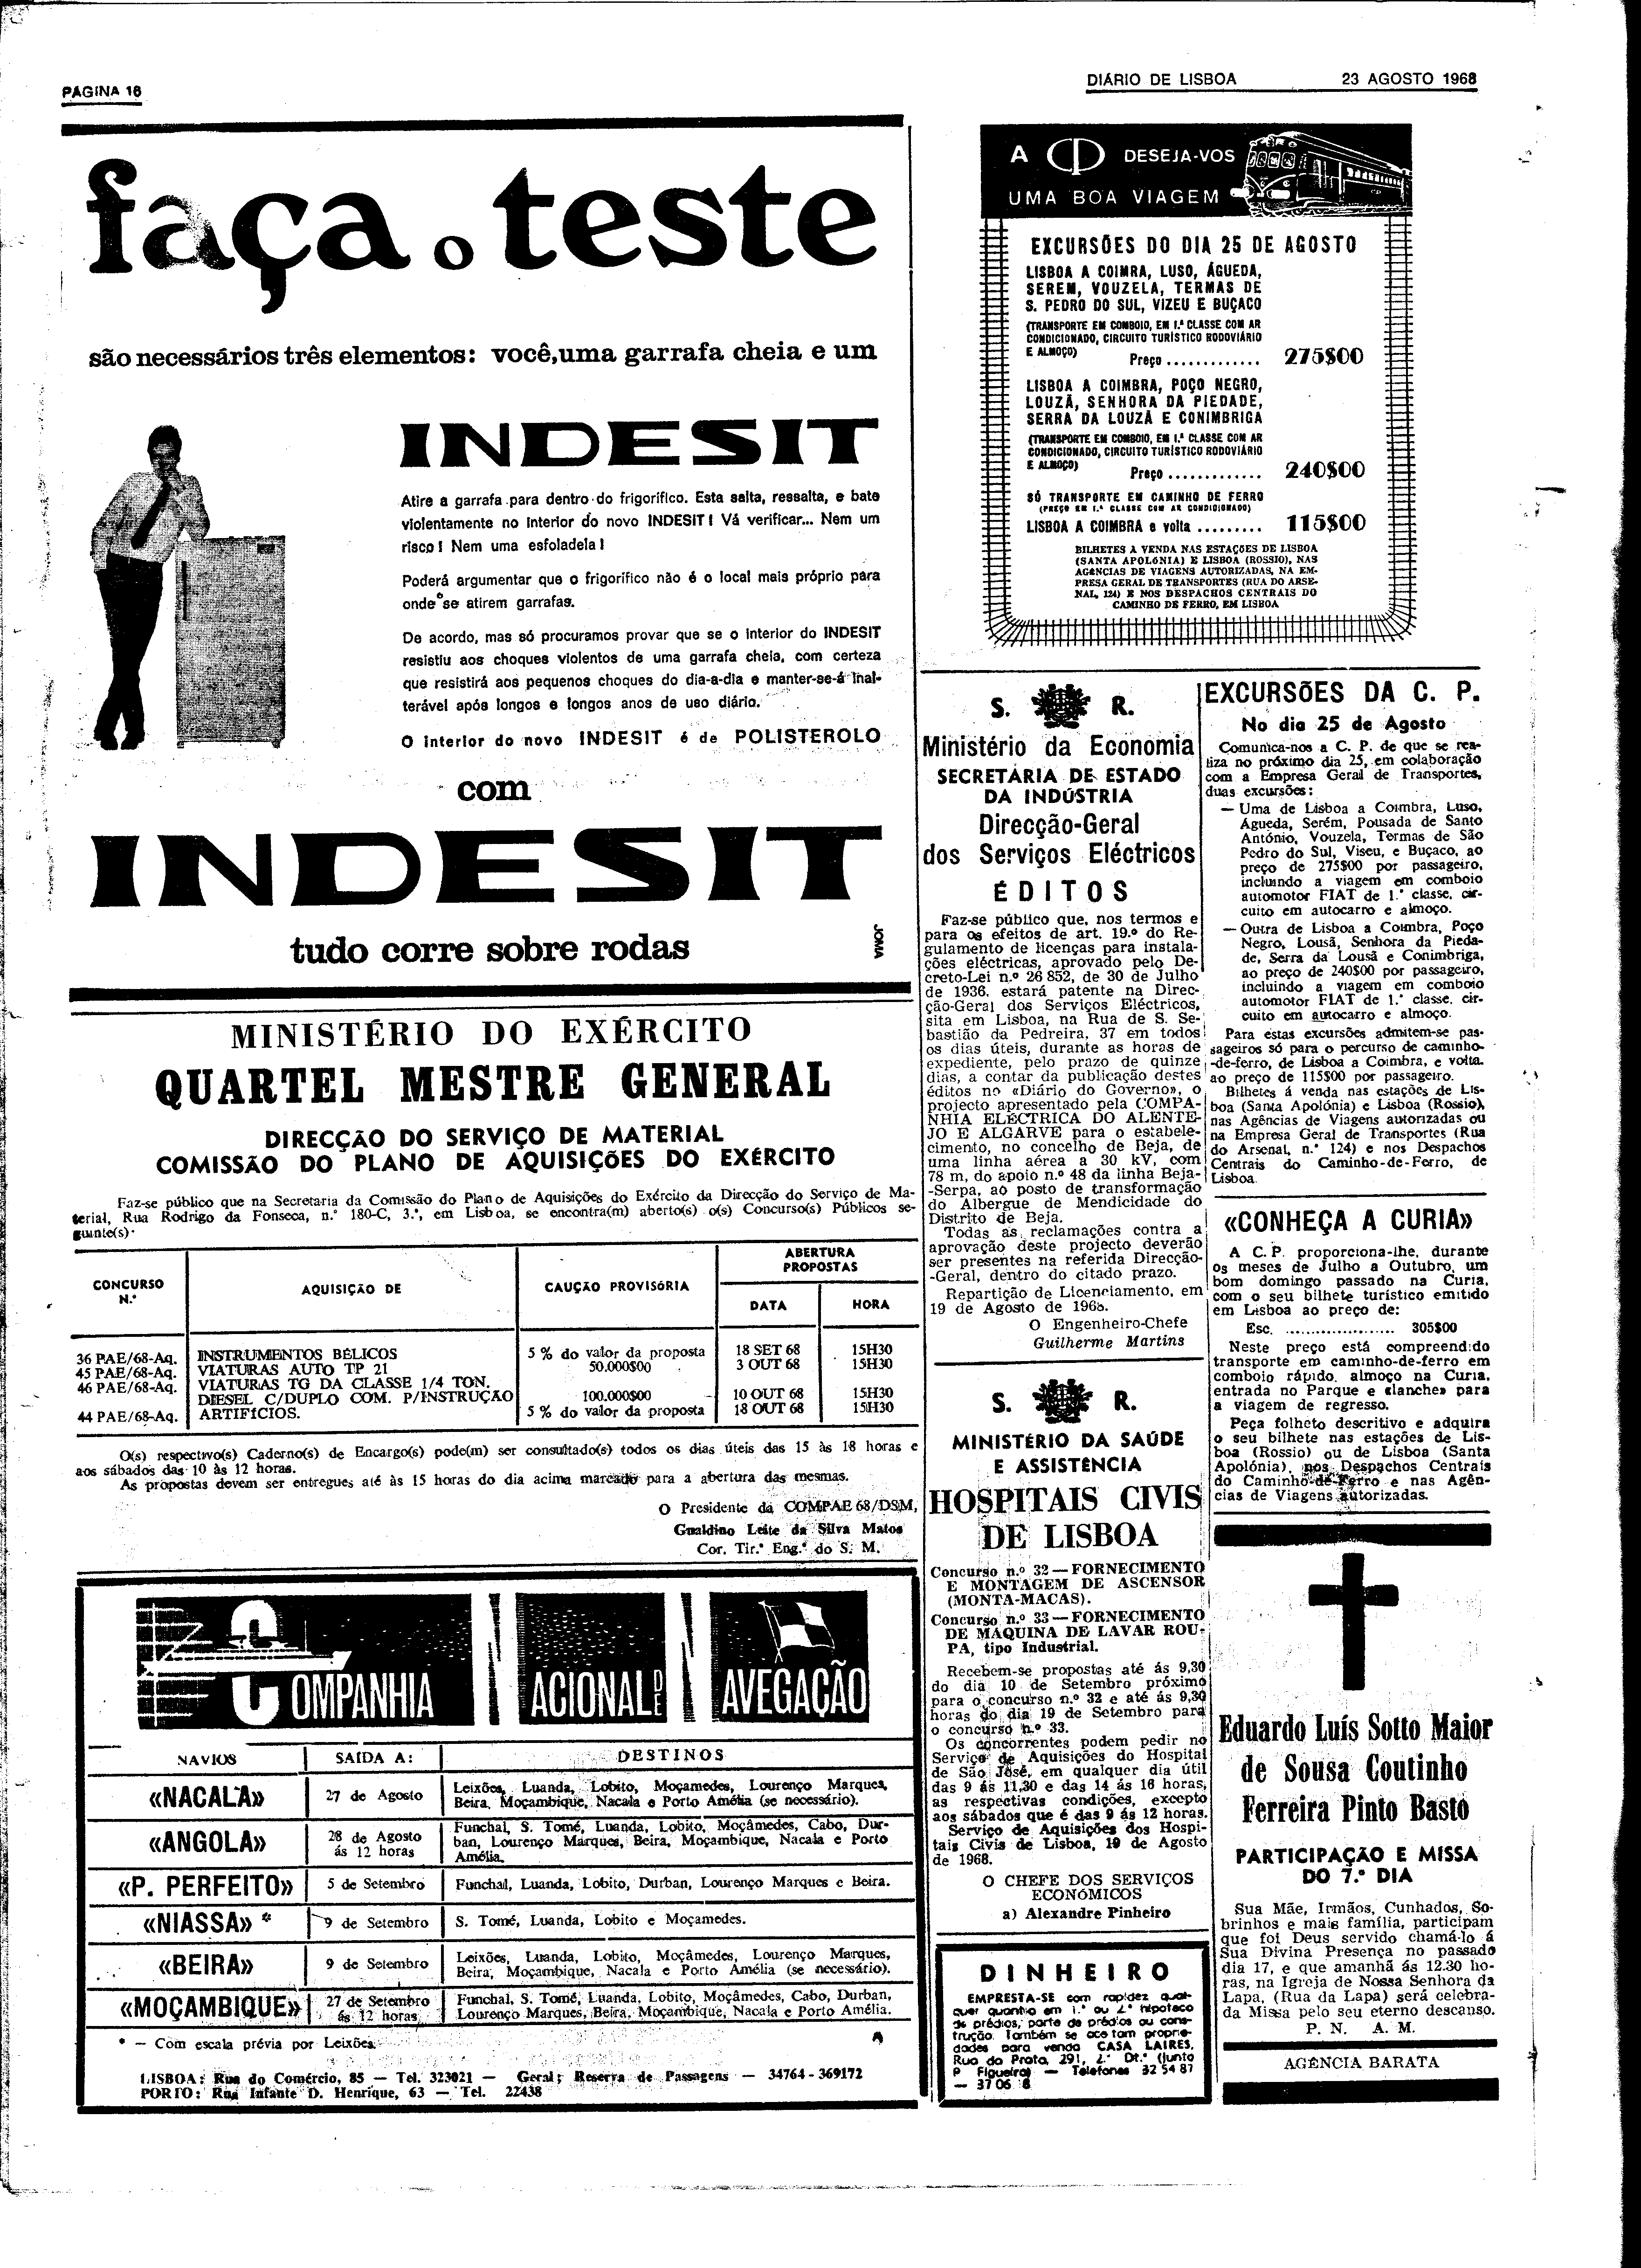 PÁGINA 16
DIÁRIO DE LISBOA 23 AGOSTO 1968
faça o teste
são necessários três elementos: você, uma garrafa cheia e um
INDESIT
Atire a garrafa para dentro do frigorífico. Esta salta, ressalta, e bate
violentamente no interior do novo INDESIT! Vá verificar... Nem um
risco! Nem uma esfoladela!
Poderá argumentar que o frigorífico não é o local mais próprio para
onde se atirem garrafas.
De acordo, mas só procuramos provar que se o interior do INDESIT
resistiu aos choques violentos de uma garrafa cheia, com certeza
que resistirá aos pequenos choques do dia-a-dia e manter-se-á inal-
terável após longos e longos anos de uso diário.
O interior do novo INDESIT é de POLISTEROLO
com
INDESIT
tudo corre sobre rodas
JOMA
MINISTÉRIO DO EXÉRCITO
QUARTEL MESTRE GENERAL
DIRECÇÃO DO SERVIÇO DE MATERIAL
COMISSÃO DO PLANO DE AQUISIÇÕES DO EXÉRCITO
Faz-se público que na Secretaria da Comissão do Plano de Aquisições do Exército da Direcção do Serviço de Ma-
terial, Rua Rodrigo da Fonseca, n.º 180-C, 3.º, em Lisboa, se encontra(m) aberto(s) o(s) Concurso(s) Públicos se-
guinte(s):
CONCURSO N.º AQUISIÇÃO DE CAUÇÃO PROVISÓRIA ABERTURA PROPOSTAS
DATA HORA
36 PAE/68-Aq. INSTRUMENTOS BÉLICOS 5 % do valor da proposta 18 SET 68 15H30
45 PAE/68-Aq. VIATURAS AUTO TP 21 50.000$00 3 OUT 68 15H30
46 PAE/68-Aq. VIATURAS TG DA CLASSE 1/4 TON.
DIESEL C/DUPLO COM. P/INSTRUÇÃO 100.000$00 10 OUT 68 15H30
44 PAE/68-Aq. ARTIFÍCIOS. 5 % do valor da proposta 18 OUT 68 15H30
O(s) respectivo(s) Caderno(s) de Encargo(s) pode(m) ser consultado(s) todos os dias úteis das 15 às 18 horas e
aos sábados das 10 às 12 horas.
As propostas devem ser entregues até às 15 horas do dia acima marcado para a abertura das mesmas.
O Presidente da COMPAE 68/DSM,
Gualdino Leite da Silva Matos
Cor. Tir.º Eng.º do S. M.
COMPANHIA NACIONAL DE NAVEGAÇÃO
NAVIOS SAÍDA A: DESTINOS
«NACALA» 27 de Agosto Leixões, Luanda, Lobito, Moçamedes, Lourenço Marques,
Beira, Moçambique, Nacala e Porto Amélia (se necessário).
«ANGOLA» 28 de Agosto ás 12 horas Funchal, S. Tomé, Luanda, Lobito, Moçâmedes, Cabo, Dur-
ban, Lourenço Marques, Beira, Moçambique, Nacala e Porto
Amélia.
«P. PERFEITO» 5 de Setembro Funchal, Luanda, Lobito, Durban, Lourenço Marques e Beira.
«NIASSA» * 9 de Setembro S. Tomé, Luanda, Lobito e Moçamedes.
«BEIRA» 9 de Setembro Leixões, Luanda, Lobito, Moçâmedes, Lourenço Marques,
Beira, Moçambique, Nacala e Porto Amélia (se necessário).
«MOÇAMBIQUE» 27 de Setembro ás 12 horas Funchal, S. Tomé, Luanda, Lobito, Moçâmedes, Cabo, Durban,
Lourenço Marques, Beira, Moçambique, Nacala e Porto Amélia.
* — Com escala prévia por Leixões.
LISBOA: Rua do Comércio, 85 — Tel. 323021 — Geral; Reserva de Passagens — 34764 - 369172
PORTO: Rua Infante D. Henrique, 63 — Tel. 22438
A CP DESEJA-VOS
UMA BOA VIAGEM
EXCURSÕES DO DIA 25 DE AGOSTO
LISBOA A COIMRA, LUSO, ÁGUEDA,
SEREM, VOUZELA, TERMAS DE
S. PEDRO DO SUL, VIZEU E BUÇACO
(TRANSPORTE EM COMBOIO, EM 1.ª CLASSE COM AR
CONDICIONADO, CIRCUITO TURÍSTICO RODOVIÁRIO
E ALMOÇO)
Preço ............. 275$00
LISBOA A COIMBRA, POÇO NEGRO,
LOUZÃ, SENHORA DA PIEDADE,
SERRA DA LOUZÃ E CONIMBRIGA
(TRANSPORTE EM COMBOIO, EM 1.ª CLASSE COM AR
CONDICIONADO, CIRCUITO TURÍSTICO RODOVIÁRIO
E ALMOÇO)
Preço ............. 240$00
SÓ TRANSPORTE EM CAMINHO DE FERRO
(PREÇO EM 1.ª CLASSE COM AR CONDICIONADO)
LISBOA A COIMBRA e volta ......... 115$00
BILHETES À VENDA NAS ESTAÇÕES DE LISBOA
(SANTA APOLÓNIA) E LISBOA (ROSSIO), NAS
AGÊNCIAS DE VIAGENS AUTORIZADAS, NA EM-
PRESA GERAL DE TRANSPORTES (RUA DO ARSE-
NAL, 124) E NOS DESPACHOS CENTRAIS DO
CAMINHO DE FERRO, EM LISBOA
S. R.
Ministério da Economia
SECRETARIA DE ESTADO
DA INDÚSTRIA
Direcção-Geral
dos Serviços Eléctricos
ÉDITOS
Faz-se público que, nos termos e
para os efeitos de art. 19.º do Re-
gulamento de licenças para instala-
ções eléctricas, aprovado pelo De-
creto-Lei n.º 26 852, de 30 de Julho
de 1936, estará patente na Direc-
ção-Geral dos Serviços Eléctricos,
sita em Lisboa, na Rua de S. Se-
bastião da Pedreira, 37 em todos
os dias úteis, durante as horas de
expediente, pelo prazo de quinze
dias, a contar da publicação destes
éditos no «Diário do Governo», o
projecto apresentado pela COMPA-
NHIA ELÉCTRICA DO ALENTE-
JO E ALGARVE para o estabele-
cimento, no concelho de Beja, de
uma linha aérea a 30 kV, com
78 m, do apoio n.º 48 da linha Beja-
-Serpa, ao posto de transformação
do Albergue de Mendicidade do
Distrito de Beja.
Todas as reclamações contra a
aprovação deste projecto deverão
ser presentes na referida Direcção-
-Geral, dentro do citado prazo.
Repartição de Licenciamento, em
19 de Agosto de 1968.
O Engenheiro-Chefe
Guilherme Martins
S. R.
MINISTÉRIO DA SAÚDE
E ASSISTÊNCIA
HOSPITAIS CIVIS
DE LISBOA
Concurso n.º 32 — FORNECIMENTO
E MONTAGEM DE ASCENSOR
(MONTA-MACAS).
Concurso n.º 33 — FORNECIMENTO
DE MÁQUINA DE LAVAR ROU-
PA, tipo Industrial.
Recebem-se propostas até ás 9,30
do dia 10 de Setembro próximo
para o concurso n.º 32 e até ás 9,30
horas do dia 19 de Setembro para
o concurso n.º 33.
Os concorrentes podem pedir no
Serviço de Aquisições do Hospital
de São José, em qualquer dia útil
das 9 ás 11,30 e das 14 ás 16 horas,
as respectivas condições, excepto
aos sábados que é das 9 ás 12 horas.
Serviço de Aquisições dos Hospi-
tais Civis de Lisboa, 19 de Agosto
de 1968.
O CHEFE DOS SERVIÇOS
ECONÓMICOS
a) Alexandre Pinheiro
DINHEIRO
EMPRESTA-SE com rapidez qual-
quer quantia em 1.ª ou 2.ª hipoteca
de prédios, parte de prédios ou cons-
trução. Também se aceitam proprie-
dades para venda CASA LAIRES.
Rua da Prata, 291, 2.º Dt.º (Junto
P Figueira) — Telefones 32 54 87
— 37 06 8
EXCURSÕES DA C. P.
No dia 25 de Agosto
Comunica-nos a C. P. de que se rea-
liza no próximo dia 25, em colaboração
com a Empresa Geral de Transportes,
duas excursões:
— Uma de Lisboa a Coimbra, Luso,
Agueda, Serém, Pousada de Santo
António, Vouzela, Termas de São
Pedro do Sul, Viseu, e Buçaco, ao
preço de 275$00 por passageiro,
incluindo a viagem em comboio
automotor FIAT de 1.ª classe, cir-
cuito em autocarro e almoço.
— Outra de Lisboa a Coimbra, Poço
Negro, Lousã, Senhora da Pieda-
de, Serra da Lousã e Conimbriga,
ao preço de 240$00 por passageiro,
incluindo a viagem em comboio
automotor FIAT de 1.ª classe, cir-
cuito em autocarro e almoço.
Para estas excursões admitem-se pas-
sageiros só para o percurso de caminho-
-de-ferro, de Lisboa a Coimbra, e volta.
ao preço de 115$00 por passageiro.
Bilhetes á venda nas estações de Lis-
boa (Santa Apolónia) e Lisboa (Rossio),
nas Agências de Viagens autorizadas ou
na Empresa Geral de Transportes (Rua
do Arsenal, n.º 124) e nos Despachos
Centrais do Caminho-de-Ferro, de
Lisboa.
«CONHEÇA A CURIA»
A C. P. proporciona-lhe, durante
os meses de Julho a Outubro, um
bom domingo passado na Curia,
com o seu bilhete turístico emitido
em Lisboa ao preço de:
Esc. .................... 305$00
Neste preço está compreendido
transporte em caminho-de-ferro em
comboio rápido, almoço na Curia,
entrada no Parque e «lanche» para
a viagem de regresso.
Peça folheto descritivo e adquira
o seu bilhete nas estações de Lis-
boa (Rossio) ou de Lisboa (Santa
Apolónia), nos Despachos Centrais
do Caminho-de-Ferro e nas Agên-
cias de Viagens autorizadas.
Eduardo Luís Sotto Maior
de Sousa Coutinho
Ferreira Pinto Basto
PARTICIPAÇÃO E MISSA
DO 7.º DIA
Sua Mãe, Irmãos, Cunhados, So-
brinhos e mais família, participam
que foi Deus servido chamá-lo á
Sua Divina Presença no passado
dia 17, e que amanhã ás 12.30 ho-
ras, na Igreja de Nossa Senhora da
Lapa, (Rua da Lapa) será celebra-
da Missa pelo seu eterno descanso.
P. N. A. M.
AGÊNCIA BARATA